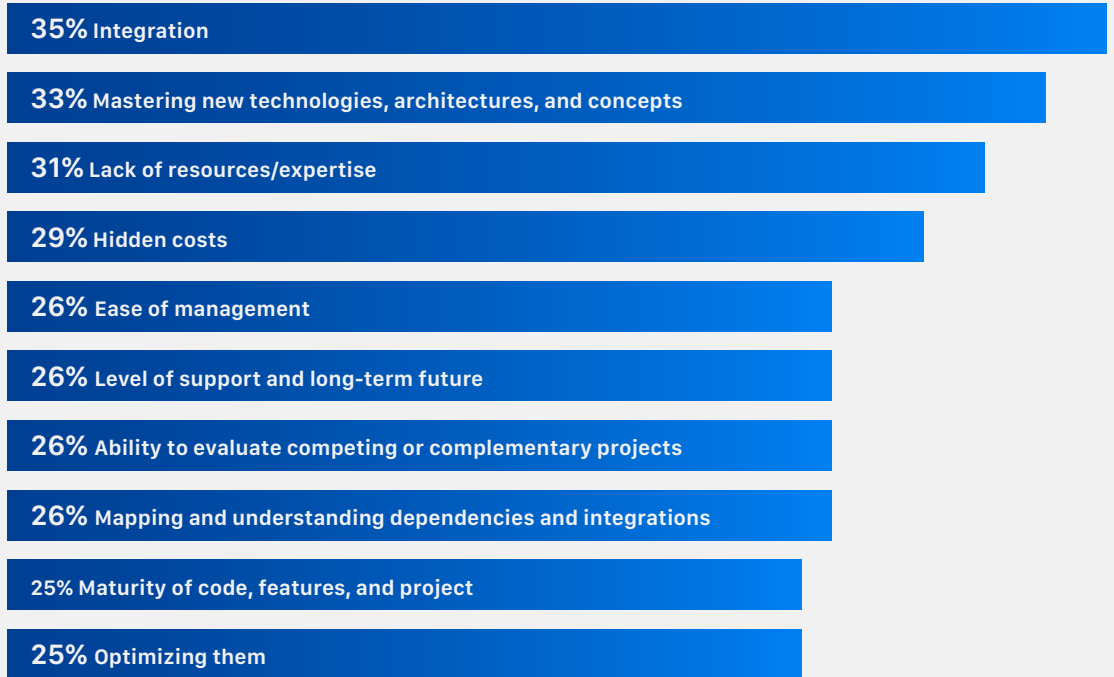 35% Integration
33% Mastering new technologies, architectures, and concepts
31% Lack of resources/expertise
29% Hidden costs
26% Ease of management
26% Level of support and long-term future
26% Ability to evaluate competing or complementary projects
26% Mapping and understanding dependencies and integrations
25% Maturity of code, features, and project
25% Optimizing them